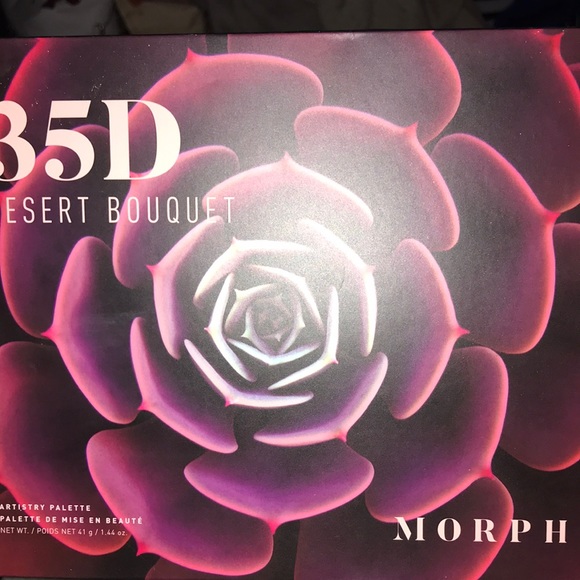 35D
ESERT BOUQUET
ARTISTRY PALETTE
PALETTE DE MISE EN BEAUTÉ
NET WT. / POIDS NET 41 g / 1.44 oz.
MORPH